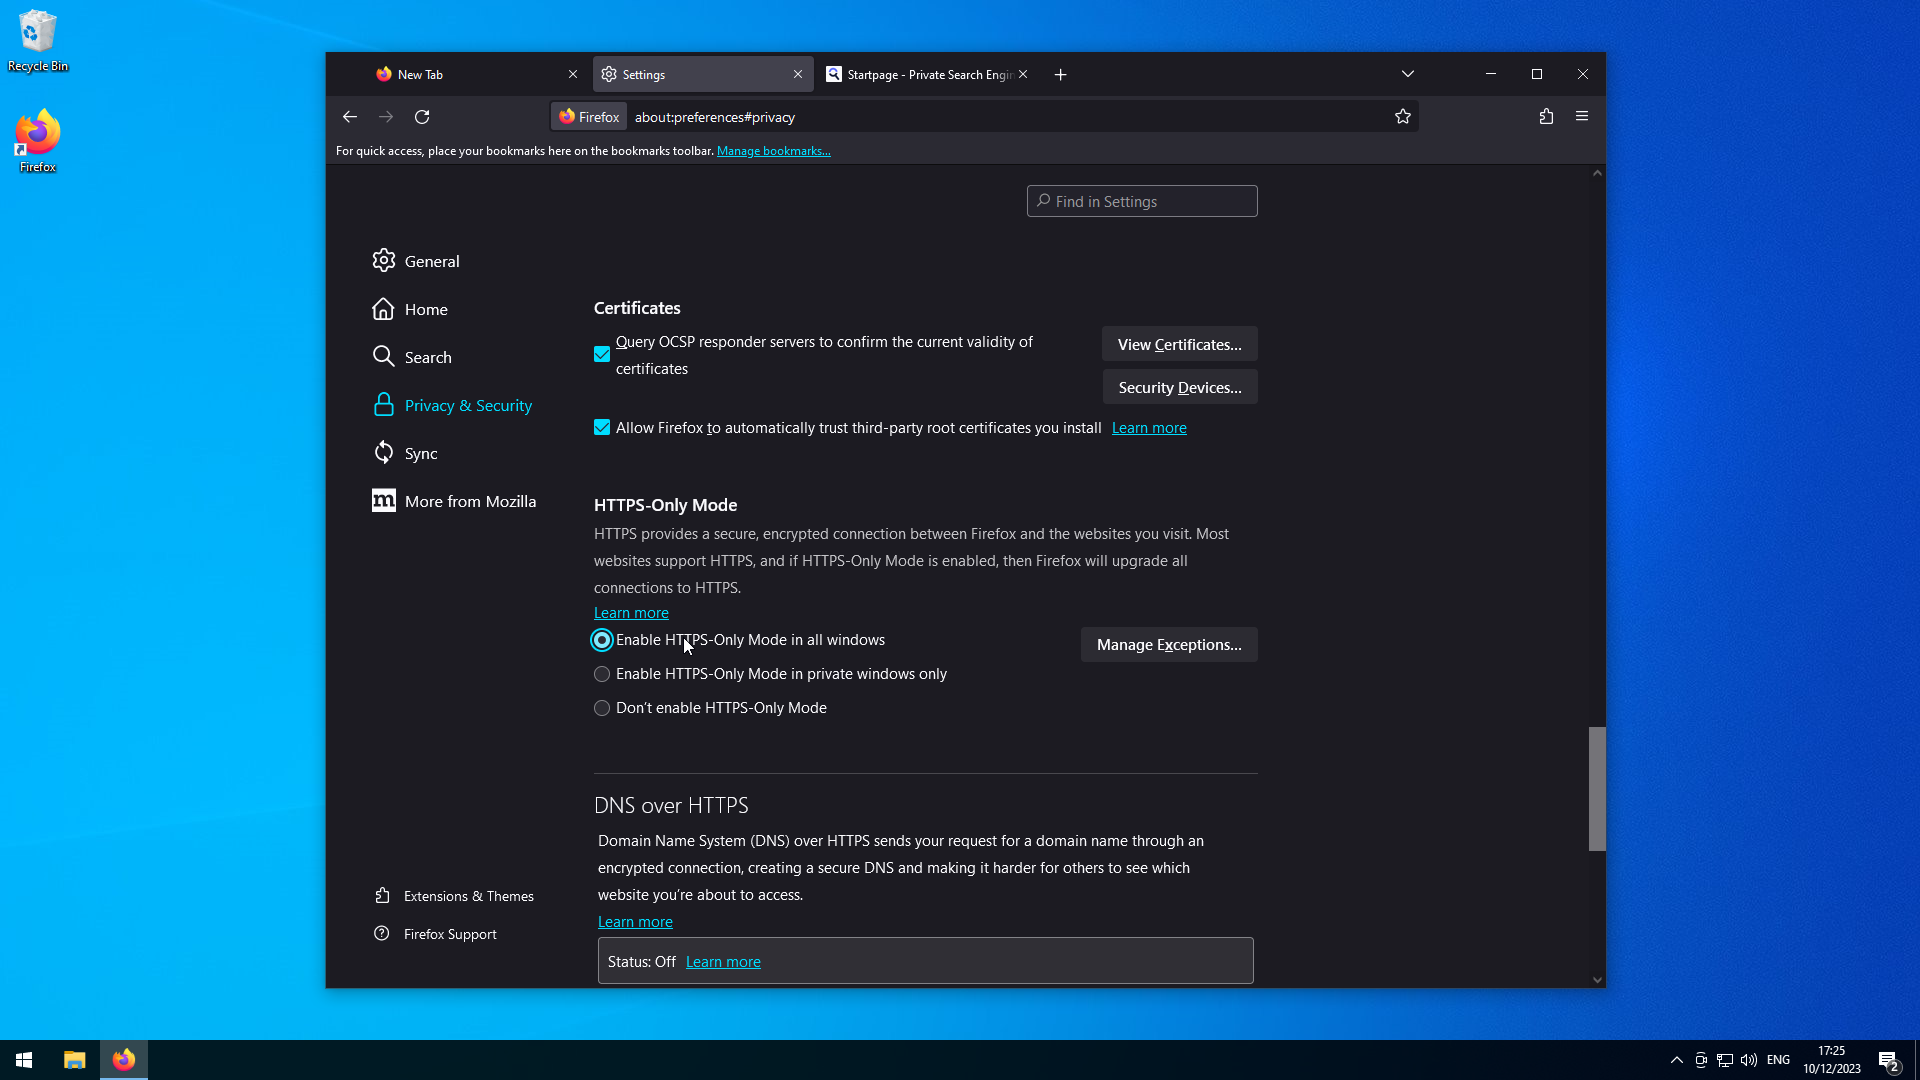 Recycle Bin
Firefox
New Tab
Settings
Startpage - Private Search Engin
Firefox
about:preferences#privacy
For quick access, place your bookmarks here on the bookmarks toolbar. Manage bookmarks...
Find in Settings
General
Home
Search
Privacy & Security
Sync
More from Mozilla
Extensions & Themes
Firefox Support
Certificates
Query OCSP responder servers to confirm the current validity of
certificates
View Certificates...
Security Devices...
Allow Firefox to automatically trust third-party root certificates you install Learn more
HTTPS-Only Mode
HTTPS provides a secure, encrypted connection between Firefox and the websites you visit. Most
websites support HTTPS, and if HTTPS-Only Mode is enabled, then Firefox will upgrade all
connections to HTTPS.
Learn more
Enable HTTPS-Only Mode in all windows
Manage Exceptions...
Enable HTTPS-Only Mode in private windows only
Don't enable HTTPS-Only Mode
DNS over HTTPS
Domain Name System (DNS) over HTTPS sends your request for a domain name through an
encrypted connection, creating a secure DNS and making it harder for others to see which
website you're about to access.
Learn more
Status: Off Learn more
ENG
17:25
10/12/2023
2